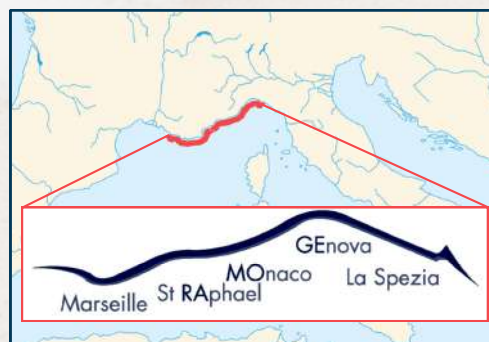 GEnova
MOnaco
La Spezia
St RAphael
Marseille